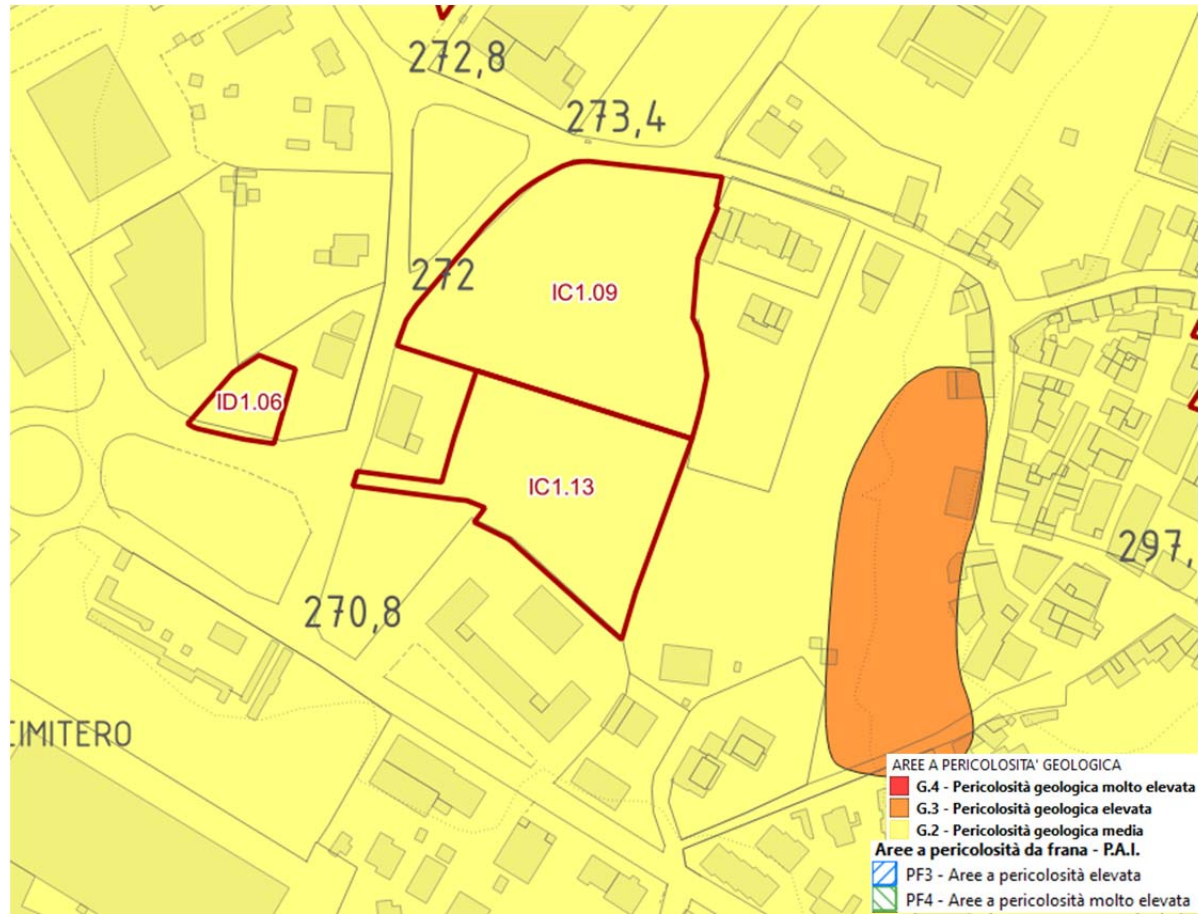 272,8
273,4
272
IC1.09
ID1.06
IC1.13
297,
270,8
CIMITERO
AREE A PERICOLOSITA' GEOLOGICA
G.4 - Pericolosità geologica molto elevata
G.3 - Pericolosità geologica elevata
G.2 - Pericolosità geologica media
Aree a pericolosità da frana - P.A.I.
PF3 - Aree a pericolosità elevata
PF4 - Aree a pericolosità molto elevata